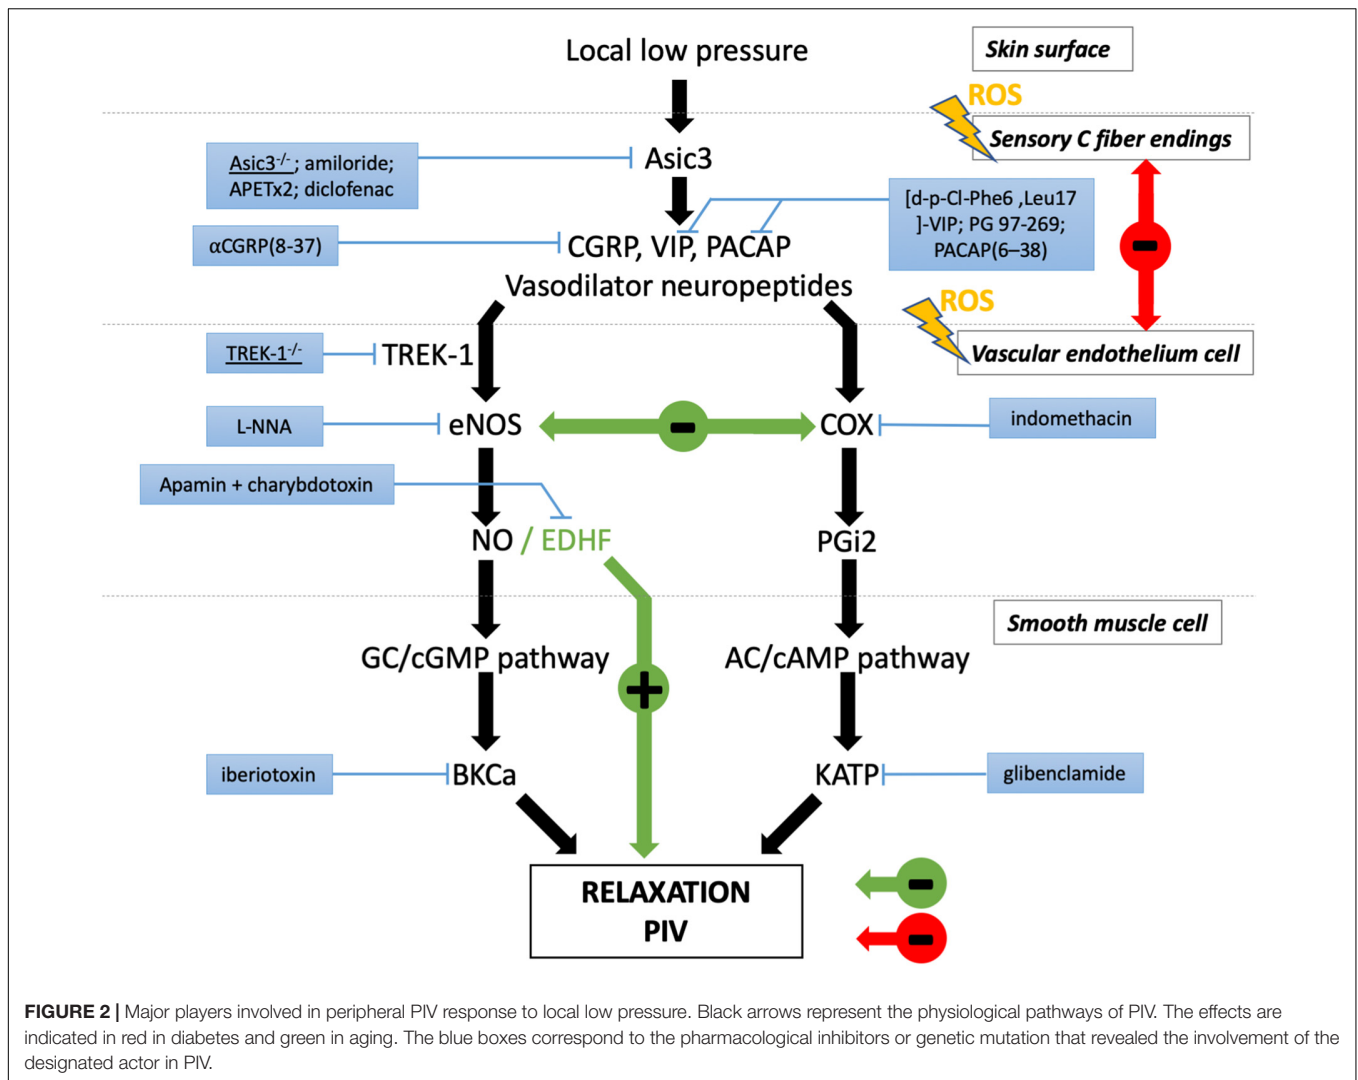 Local low pressure
Skin surface
ROS
Sensory C fiber endings
Asic3-/-; amiloride;
APETx2; diclofenac
Asic3
[d-p-Cl-Phe6 ,Leu17
]-VIP; PG 97-269;
PACAP(6–38)
αCGRP(8-37)
CGRP, VIP, PACAP
Vasodilator neuropeptides
-
ROS
Vascular endothelium cell
TREK-1-/-
TREK-1
L-NNA
eNOS
-
COX
indomethacin
Apamin + charybdotoxin
NO / EDHF
PGi2
Smooth muscle cell
GC/cGMP pathway
AC/cAMP pathway
+
iberiotoxin
BKCa
KATP
glibenclamide
RELAXATION
PIV
-
-
FIGURE 2 | Major players involved in peripheral PIV response to local low pressure. Black arrows represent the physiological pathways of PIV. The effects are
indicated in red in diabetes and green in aging. The blue boxes correspond to the pharmacological inhibitors or genetic mutation that revealed the involvement of the
designated actor in PIV.